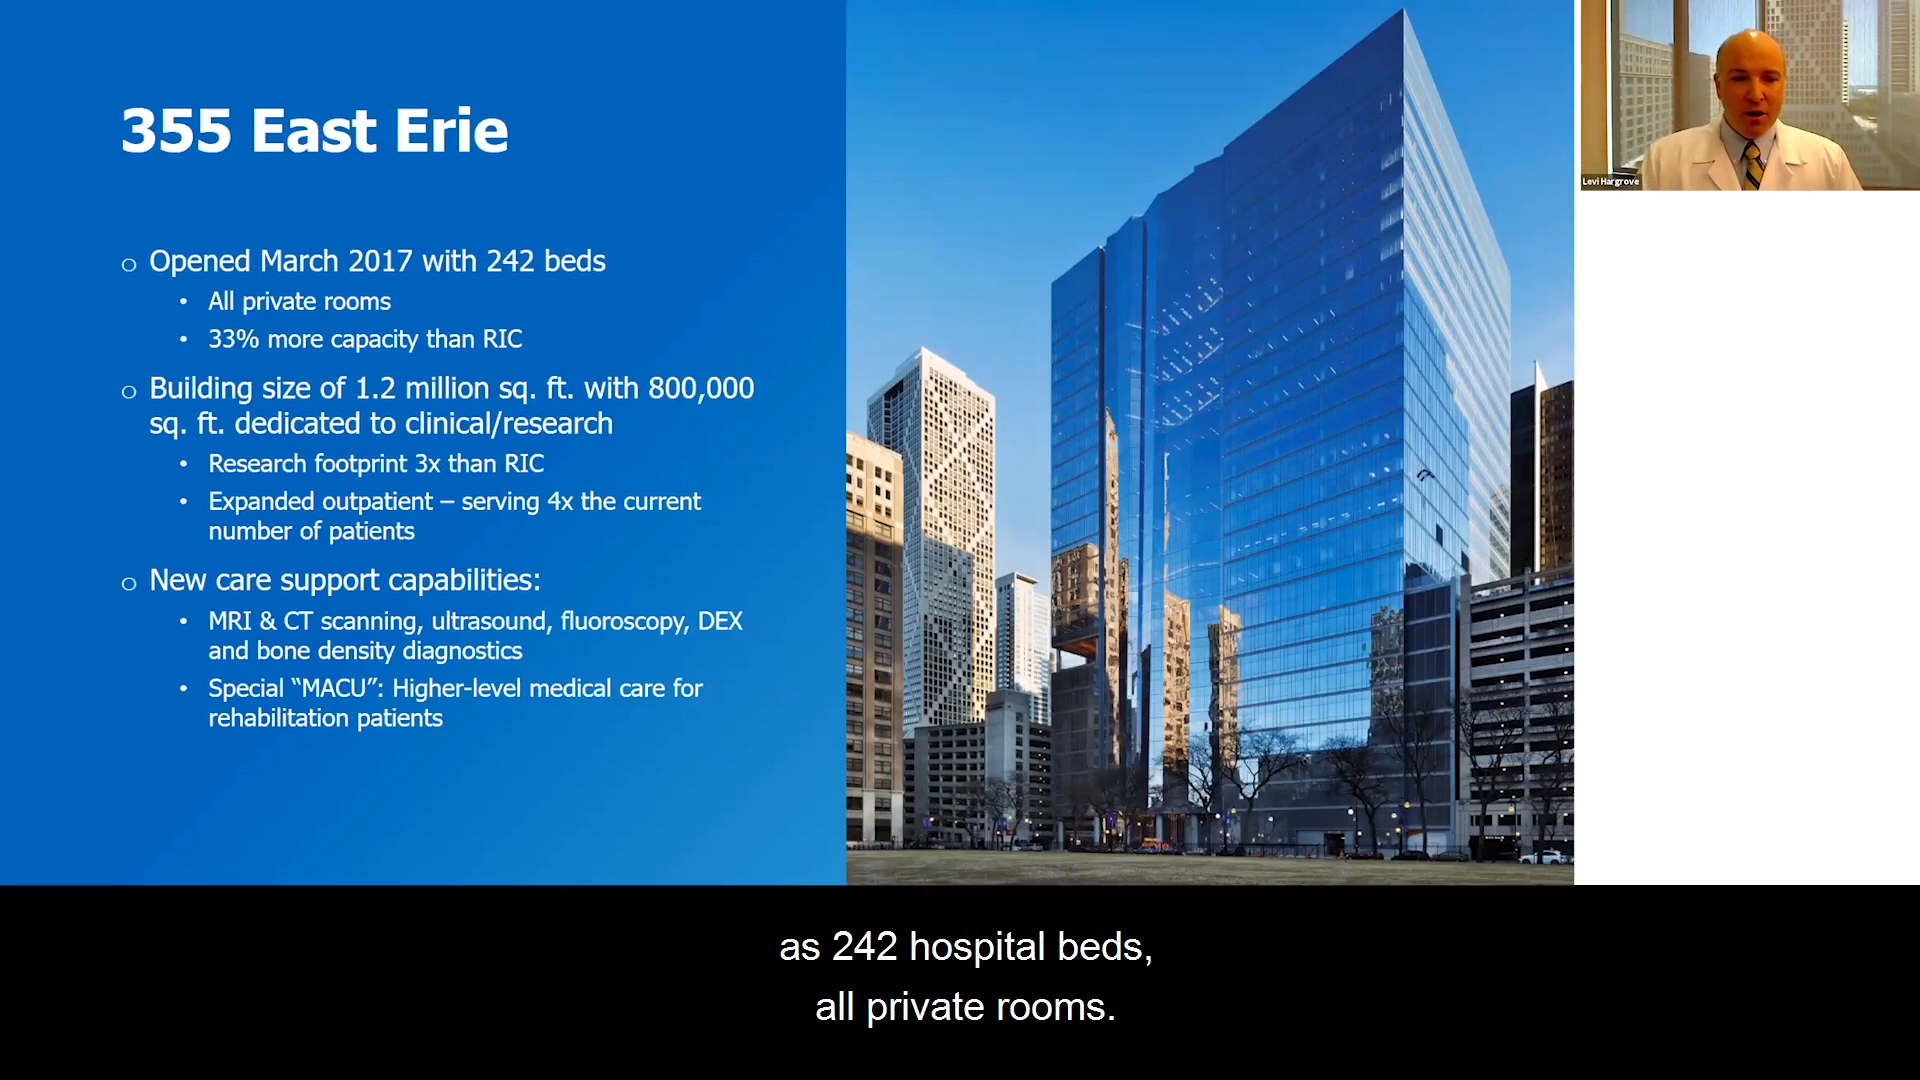 355 East Erie
o Opened March 2017 with 242 beds
• All private rooms
• 33% more capacity than RIC
o Building size of 1.2 million sq. ft. with 800,000
sq. ft. dedicated to clinical/research
• Research footprint 3x than RIC
• Expanded outpatient – serving 4x the current
number of patients
o New care support capabilities:
• MRI & CT scanning, ultrasound, fluoroscopy, DEX
and bone density diagnostics
• Special “MACU”: Higher-level medical care for
rehabilitation patients
Levi Hargrove
as 242 hospital beds,
all private rooms.